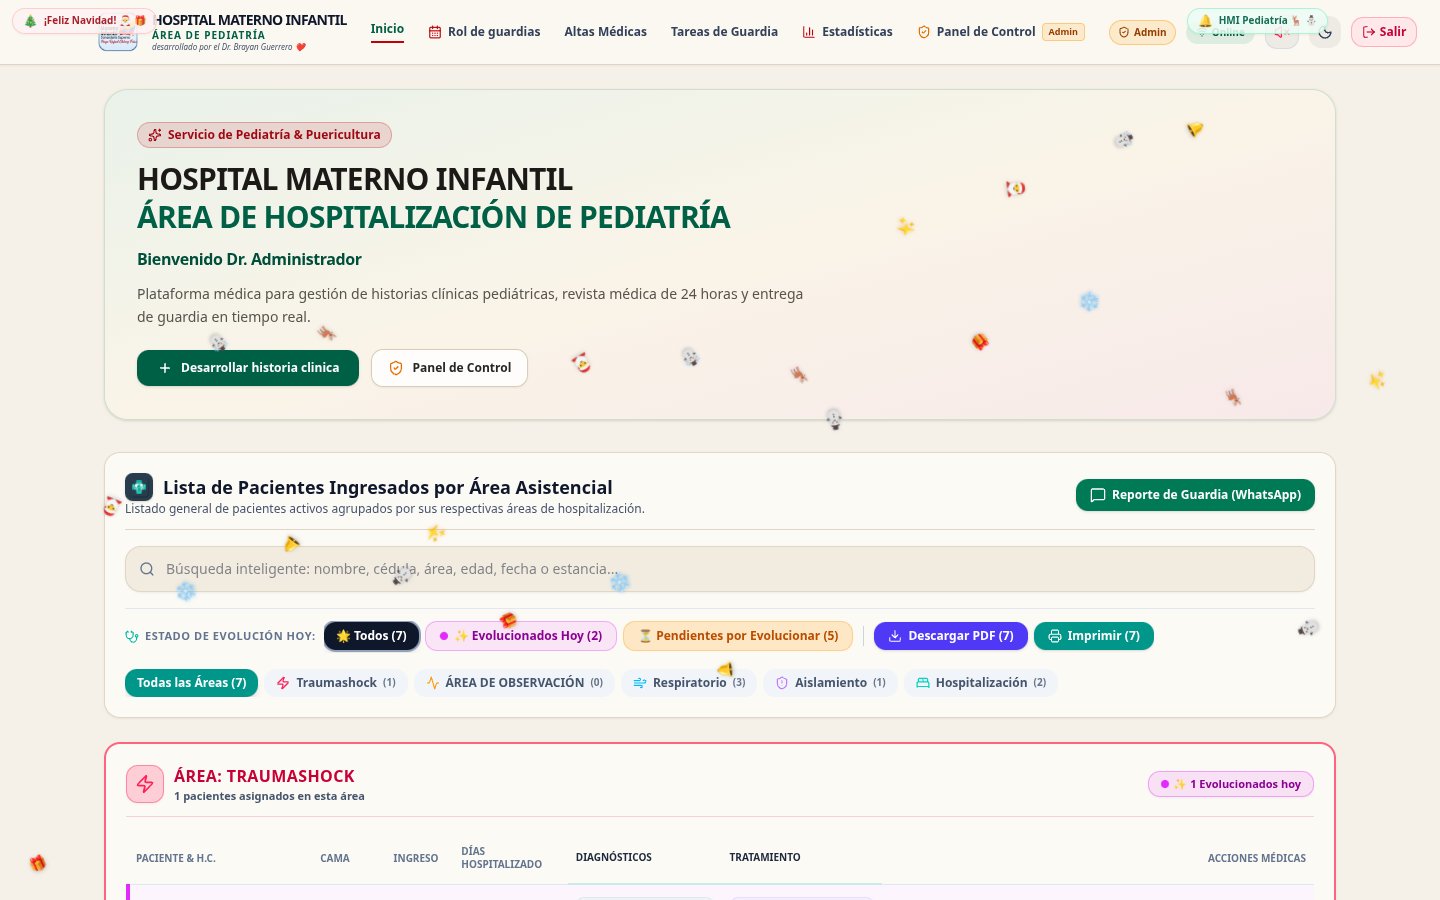 🎄 ¡Feliz Navidad! 🎅 🎁
HOSPITAL MATERNO INFANTIL
ÁREA DE PEDIATRÍA
desarrollado por el Dr. Brayan Guerrero ❤️
Inicio
Rol de guardias
Altas Médicas
Tareas de Guardia
Estadísticas
Panel de Control Admin
Admin
🔔 HMI Pediatría 🦌 ⛄
Online
Salir
Servicio de Pediatría & Puericultura
HOSPITAL MATERNO INFANTIL
ÁREA DE HOSPITALIZACIÓN DE PEDIATRÍA
Bienvenido Dr. Administrador
Plataforma médica para gestión de historias clínicas pediátricas, revista médica de 24 horas y entrega
de guardia en tiempo real.
Desarrollar historia clinica
Panel de Control
Lista de Pacientes Ingresados por Área Asistencial
Listado general de pacientes activos agrupados por sus respectivas áreas de hospitalización.
Reporte de Guardia (WhatsApp)
Búsqueda inteligente: nombre, cédula, área, edad, fecha o estancia...
ESTADO DE EVOLUCIÓN HOY:
🌟 Todos (7)
✨ Evolucionados Hoy (2)
⏳ Pendientes por Evolucionar (5)
Descargar PDF (7)
Imprimir (7)
Todas las Áreas (7)
Traumashock (1)
ÁREA DE OBSERVACIÓN (0)
Respiratorio (3)
Aislamiento (1)
Hospitalización (2)
ÁREA: TRAUMASHOCK
1 pacientes asignados en esta área
✨ 1 Evolucionados hoy
PACIENTE & H.C.
CAMA
INGRESO
DÍAS
HOSPITALIZADO
DIAGNÓSTICOS
TRATAMIENTO
ACCIONES MÉDICAS